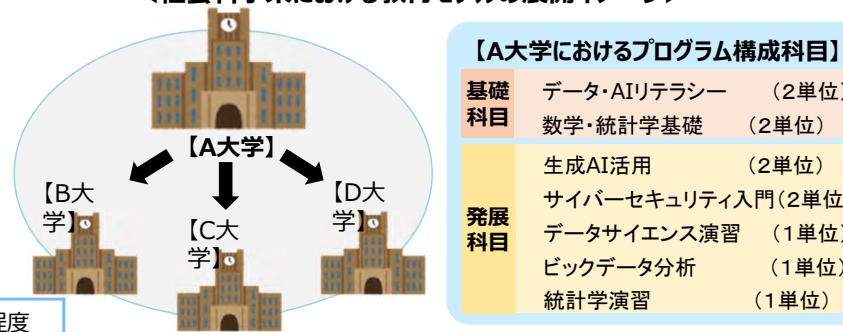 【A大学】
【B大
学】
【C大
学】
【D大
学】
程度
【A大学におけるプログラム構成科目】
基礎
科目
データ・AIリテラシー （2単位）
数学・統計学基礎 （2単位）
発展
科目
生成AI活用 （2単位）
サイバーセキュリティ入門（2単位
データサイエンス演習 （1単位）
ビックデータ分析 （1単位）
統計学演習 （1単位）